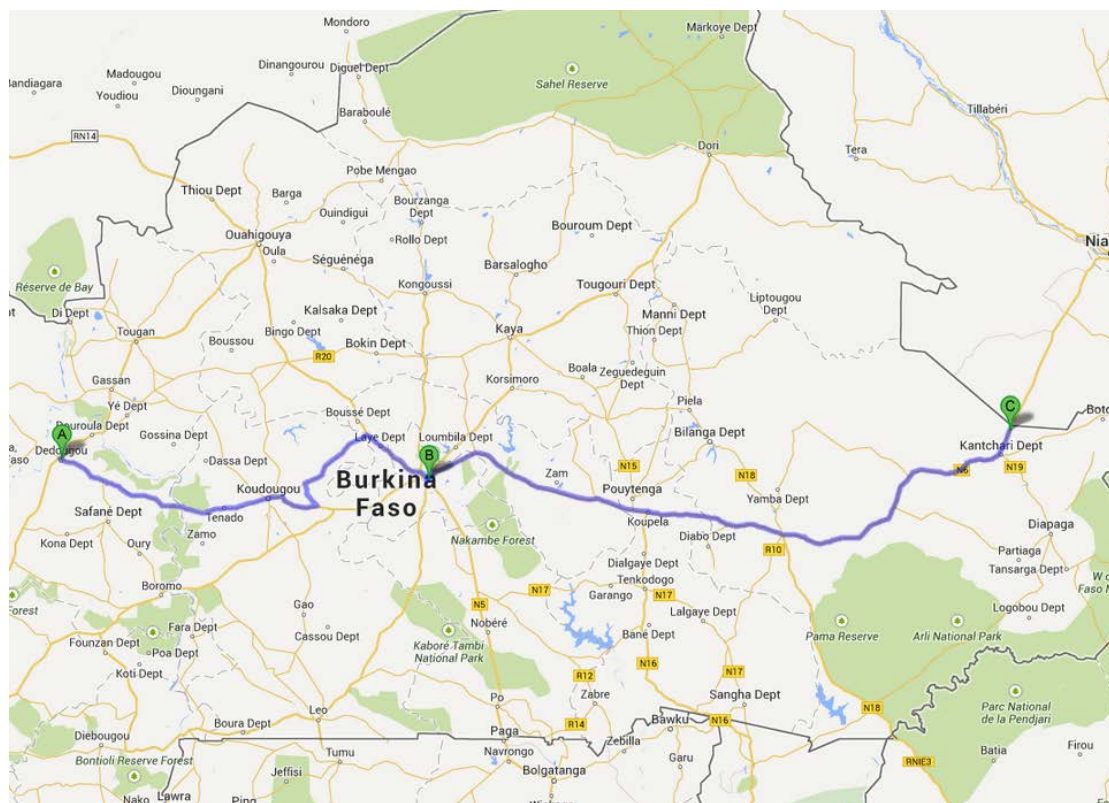 Mondoro
Markoye Dept
Dinangourou
Diguel Dept
Madougou
Bandiagara
Youdiou
Dioungani
Sahel Reserve
Tillabéri
Baraboulé
RN14
Dori
Tera
Pobe Mengao
Thiou Dept
Barga
Bourzanga
Dept
Ouindigui
Bouroum Dept
Ouahigouya
Rollo Dept
Nia
Oula
Séguénéga
Barsalogho
Réserve de Bay
Kongoussi
Tougouri Dept
Liptougou
Dept
Di Dept
Kalsaka Dept
Manni Dept
Tougan
Bingo Dept
Kaya
Thion Dept
Boussou
Bokin Dept
R20
Boala
Zeguedeguin
Dept
Gassan
Korsimoro
Yé Dept
Piela
C
Boussé Dept
Bouroula Dept
A
Gossina Dept
Laye Dept
Loumbila Dept
Bilanga Dept
Kantchari Dept
Dedougou
B
Dassa Dept
N15
N6
N19
Zam
N18
Burkina
Faso
Koudougou
Pouytenga
Yamba Dept
Safané Dept
Tenado
Koupela
Diapaga
Kona Dept
Oury
Zamo
Nakambe Forest
Diabo Dept
R10
Partiaga
Dialgaye Dept
Tansarga Dept
Boromo
Tenkodogo
N17
Garango
N17
W o
Forest
Gao
N5
Lalgaye Dept
Logobou Dept
Fara Dept
Nobéré
Pama Reserve
Arli National Park
Cassou Dept
Bané Dept
Founzan Dept
Poa Dept
Kaboré Tambi
National Park
Koti Dept
N16
N17
R12
Sangha Dept
Po
Zabre
Parc National
de la Pendjari
Leo
N18
Boura Dept
Paga
R14
Bawku
N16
Diebougou
Tumu
Navrongo
Zebilla
Batia
Firou
Bontioli Reserve Forest
Garu
RNIE3
Jeffisi
Bolgatanga
Nako
Lawra